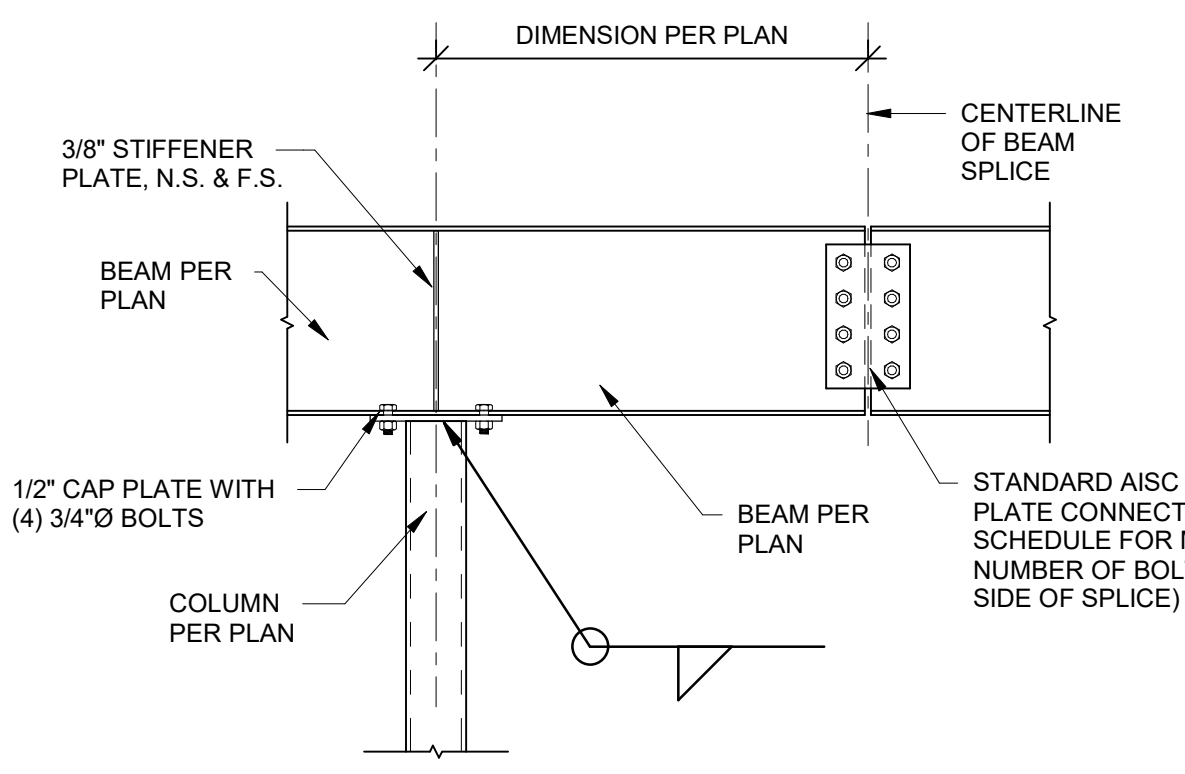 DIMENSION PER PLAN
CENTERLINE
OF BEAM
SPLICE
3/8" STIFFENER
PLATE, N.S. & F.S.
BEAM PER
PLAN
1/2" CAP PLATE WITH
(4) 3/4"Ø BOLTS
STANDARD AISC
PLATE CONNECT
SCHEDULE FOR
NUMBER OF BOL
SIDE OF SPLICE)
BEAM PER
PLAN
COLUMN
PER PLAN